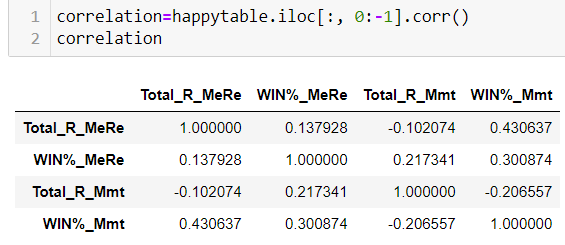 1 correlation=happytable.iloc[:, 0:-1].corr()
2 correlation
Total_R_MeRe WIN%_MeRe Total_R_Mmt WIN%_Mmt
Total_R_MeRe 1.000000 0.137928 -0.102074 0.430637
WIN%_MeRe 0.137928 1.000000 0.217341 0.300874
Total_R_Mmt -0.102074 0.217341 1.000000 -0.206557
WIN%_Mmt 0.430637 0.300874 -0.206557 1.000000